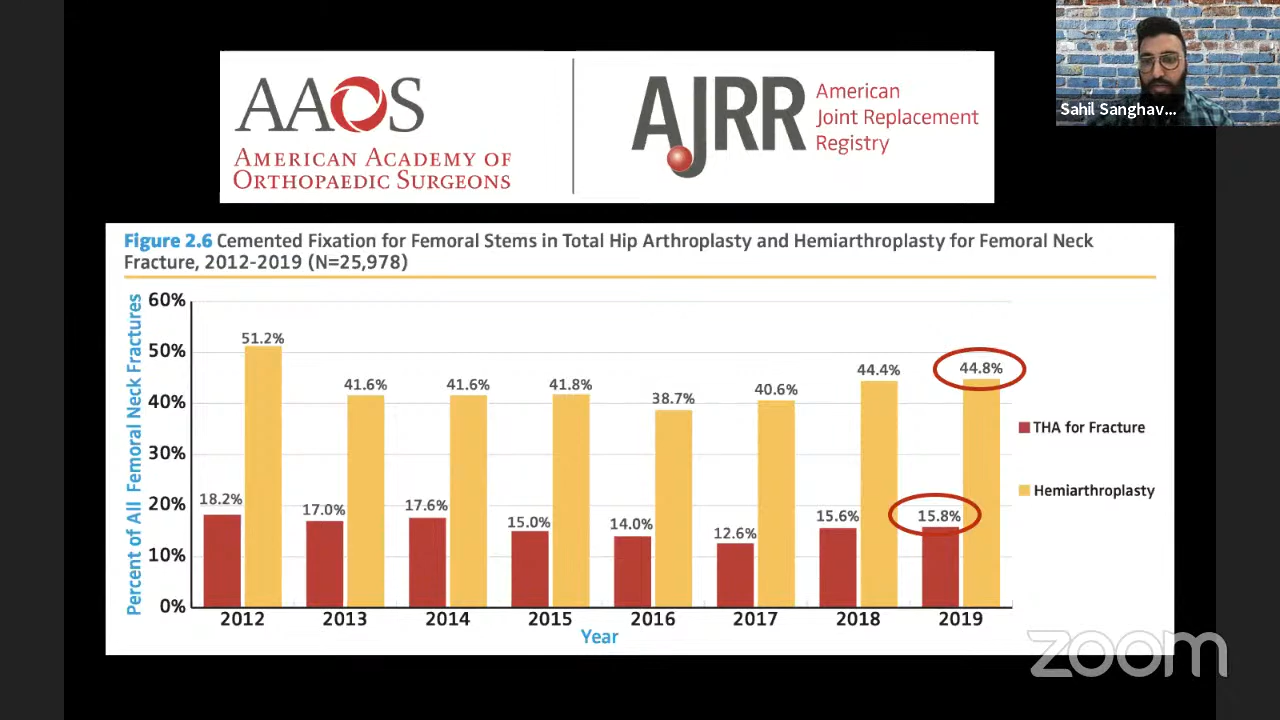 AAOS
AMERICAN ACADEMY OF
ORTHOPAEDIC SURGEONS
AJRR
American
Joint Replacement
Registry
Sahil Sanghav...
Figure 2.6 Cemented Fixation for Femoral Stems in Total Hip Arthroplasty and Hemiarthroplasty for Femoral Neck
Fracture, 2012-2019 (N=25,978)
Percent of All Femoral Neck Fractures
60%
50%
40%
30%
20%
10%
0%
18.2%
51.2%
17.0%
41.6%
17.6%
41.6%
15.0%
41.8%
14.0%
38.7%
12.6%
40.6%
15.6%
44.4%
15.8%
44.8%
2012
2013
2014
2015
2016
2017
2018
2019
Year
THA for Fracture
Hemiarthroplasty
zoom